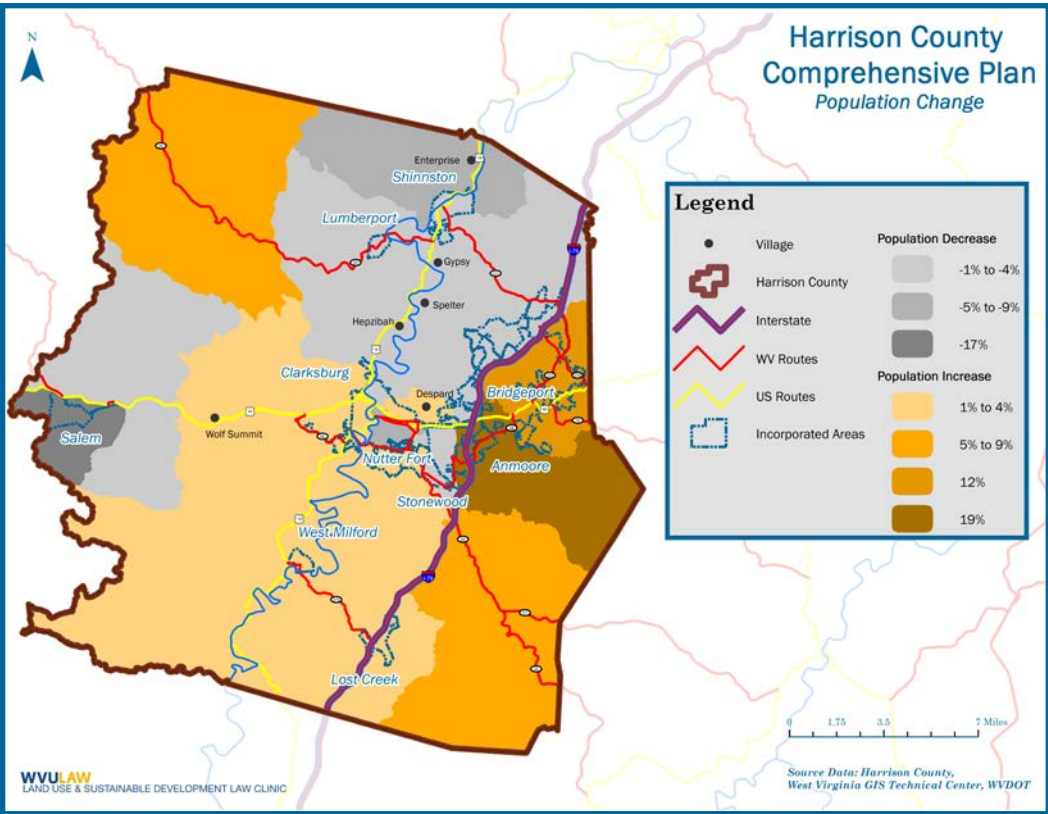 Harrison County
Comprehensive Plan
Population Change
N
Enterprise
Shinnston
Lumberport
Gypsy
Spelter
Hepzibah
Clarksburg
Despard
Bridgeport
Salem
Wolf Summit
Nutter Fort
Anmoore
Stonewood
West Milford
Lost Creek
79
79
Legend
Village
Harrison County
Interstate
WV Routes
US Routes
Incorporated Areas
Population Decrease
-1% to -4%
-5% to -9%
-17%
Population Increase
1% to 4%
5% to 9%
12%
19%
0 1.75 3.5 7 Miles
Source Data: Harrison County,
West Virginia GIS Technical Center, WVDOT
WVULAW
LAND USE & SUSTAINABLE DEVELOPMENT LAW CLINIC